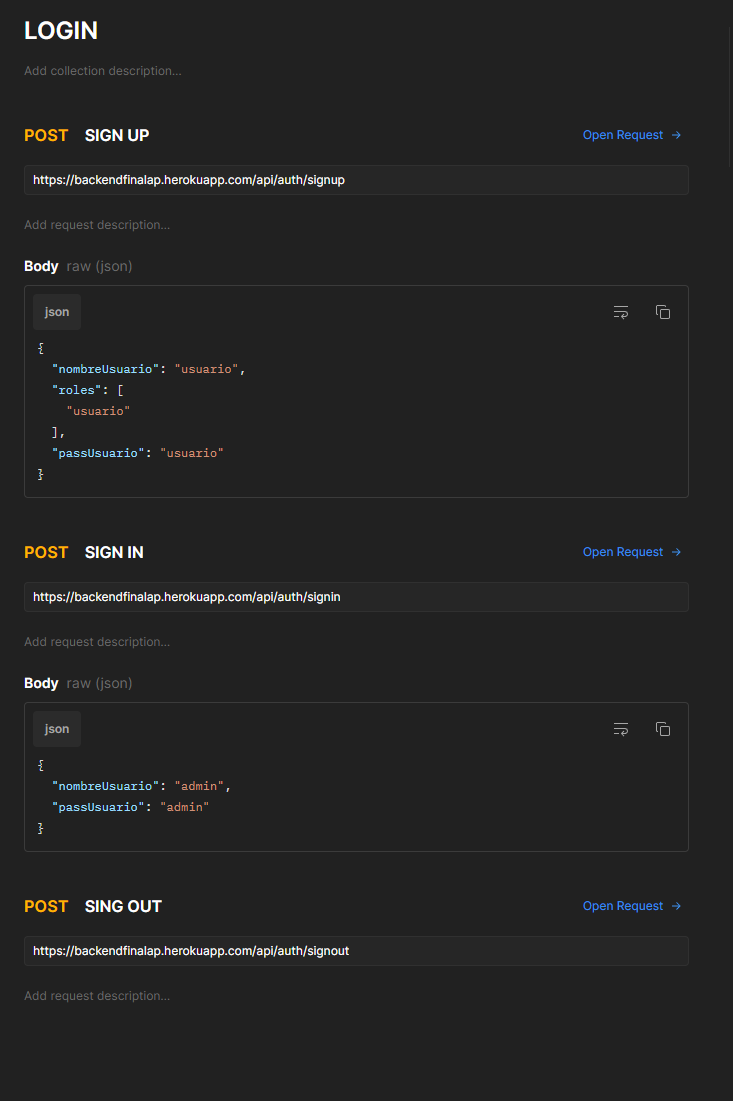 LOGIN
Add collection description...
POST SIGN UP Open Request →
https://backendfinalap.herokuapp.com/api/auth/signup
Add request description...
Body raw (json)
json
{
  "nombreUsuario": "usuario",
  "roles": [
    "usuario"
  ],
  "passUsuario": "usuario"
}
POST SIGN IN Open Request →
https://backendfinalap.herokuapp.com/api/auth/signin
Add request description...
Body raw (json)
json
{
  "nombreUsuario": "admin",
  "passUsuario": "admin"
}
POST SING OUT Open Request →
https://backendfinalap.herokuapp.com/api/auth/signout
Add request description...